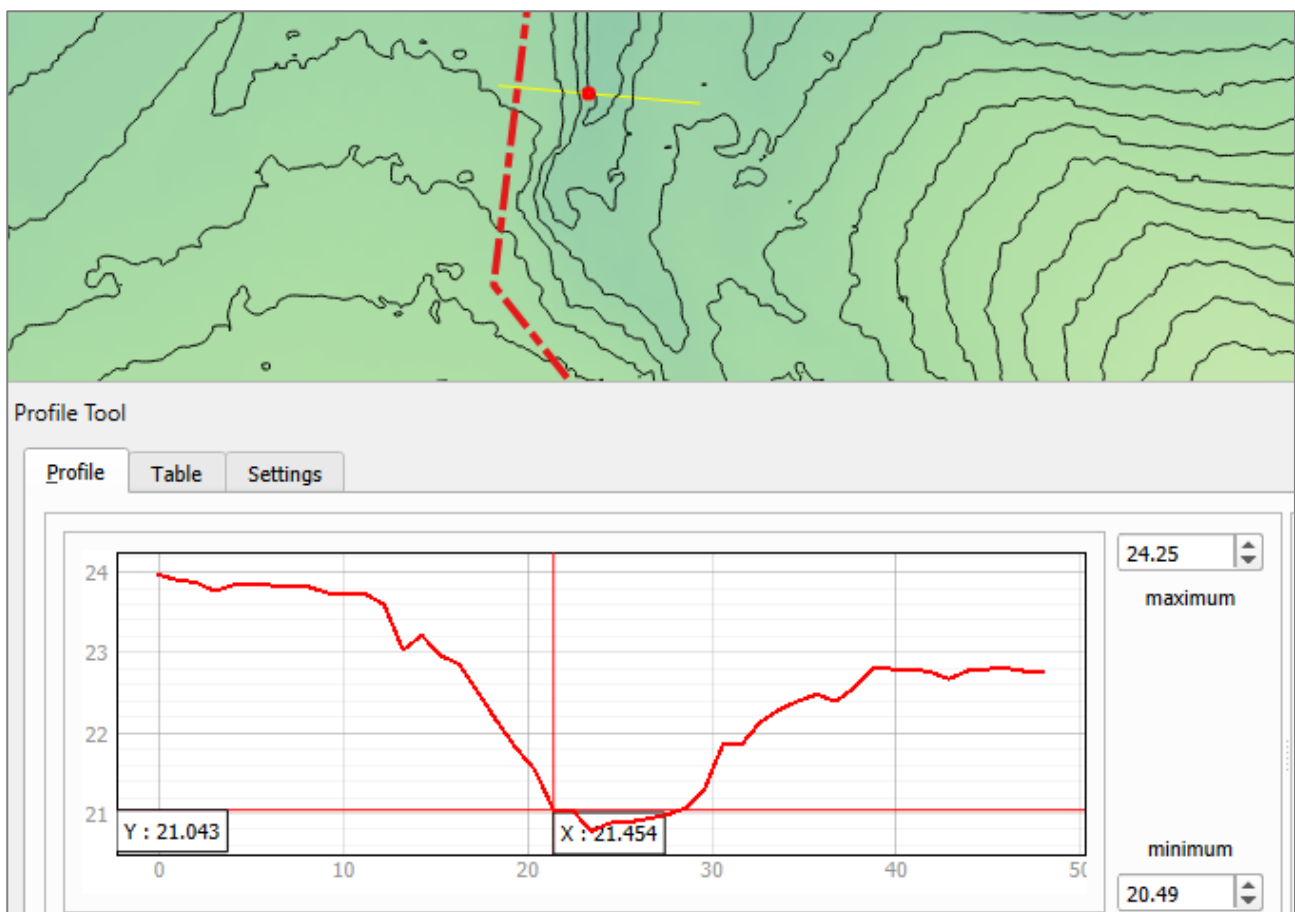 Profile Tool
Profile Table Settings
24.25
maximum
24
23
22
21
Y : 21.043
X : 21.454
0 10 20 30 40 50
minimum
20.49